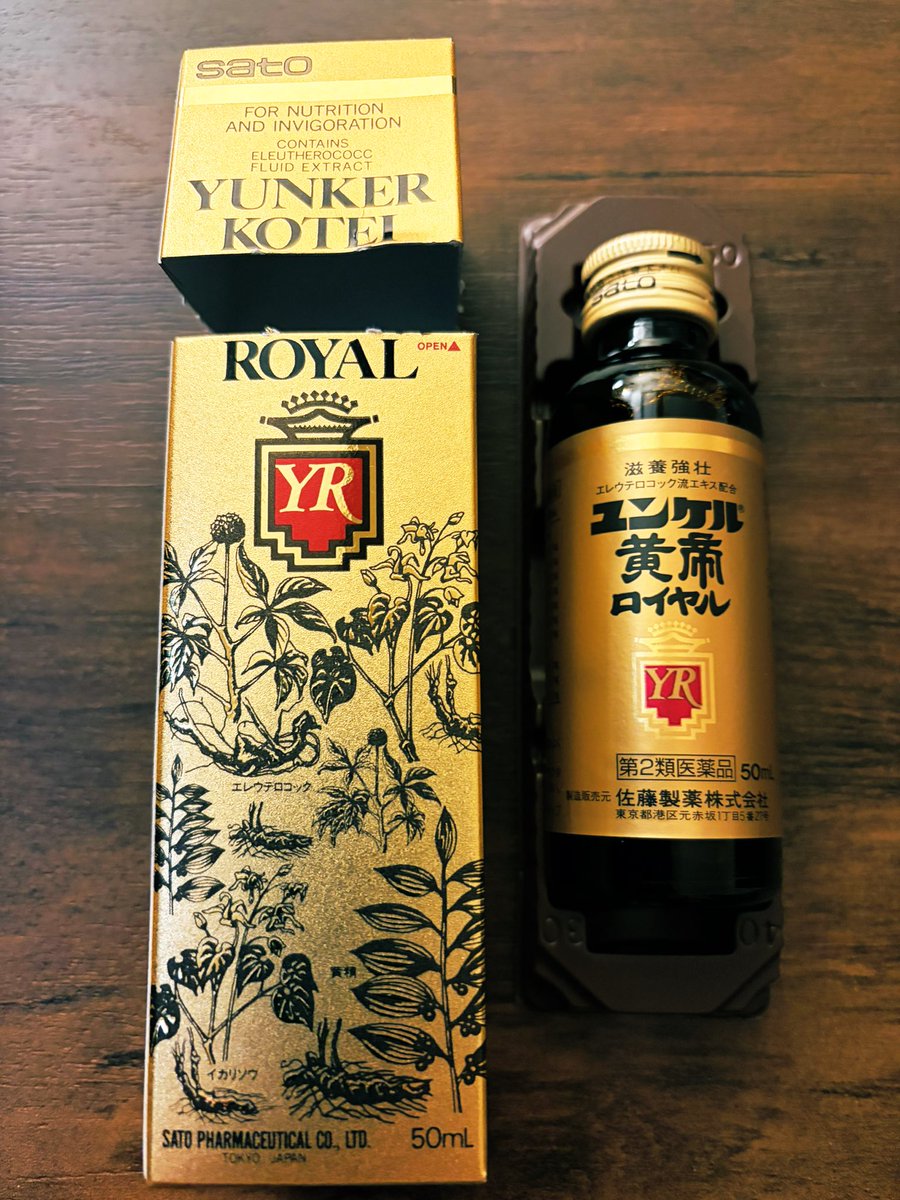 sato
FOR NUTRITION
AND INVIGORATION
CONTAINS
ELEUTHEROCOCC
FLUID EXTRACT
YUNKER
KOTEI
ROYAL
OPEN▲
YR
エレウテロコック
黄精
イカリソウ
SATO PHARMACEUTICAL CO., LTD.
50mL
TOKYO JAPAN
sato
滋養強壮
エレウテロコック流エキス配合
ユンケル®
黄帝
ロイヤル
YR
第2類医薬品 50mL
製造販売元 佐藤製薬株式会社
東京都港区元赤坂1丁目5番27号